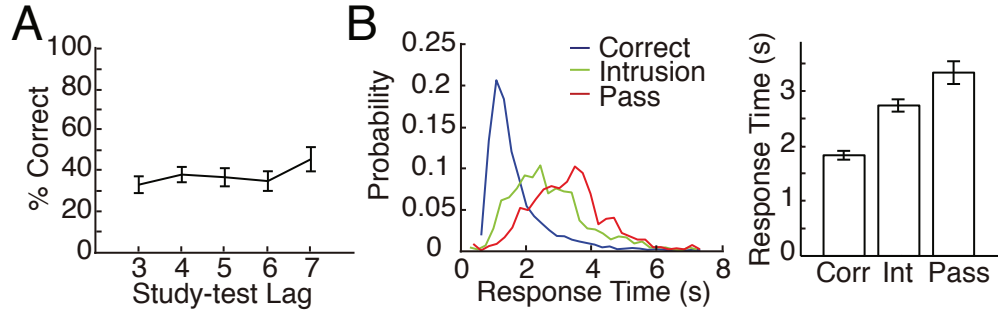 A
% Correct
100
80
60
40
20
0
3 4 5 6 7
Study-test Lag
B
Probability
0.25
0.2
0.15
0.1
0.05
0
0 2 4 6 8
Response Time (s)
Correct
Intrusion
Pass
Response Time (s)
3
2
1
0
Corr Int Pass